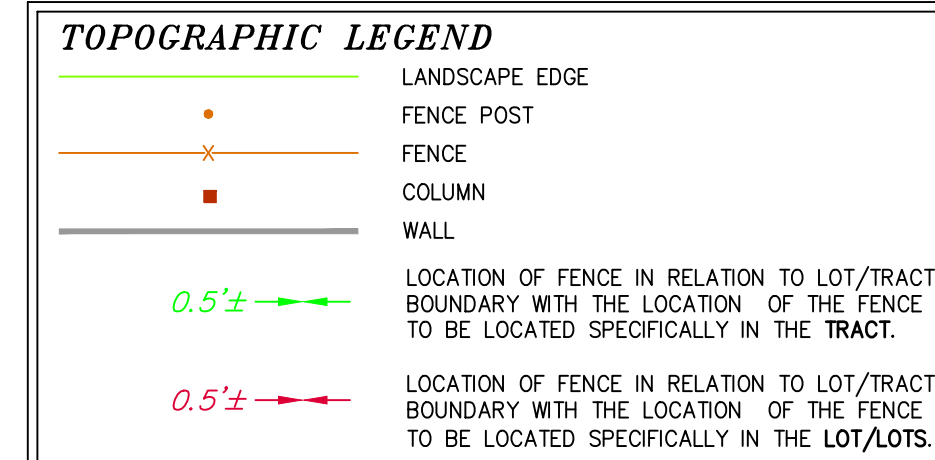 TOPOGRAPHIC LEGEND
LANDSCAPE EDGE
FENCE POST
X FENCE
COLUMN
WALL
0.5'± LOCATION OF FENCE IN RELATION TO LOT/TRACT
BOUNDARY WITH THE LOCATION OF THE FENCE
TO BE LOCATED SPECIFICALLY IN THE TRACT.
0.5'± LOCATION OF FENCE IN RELATION TO LOT/TRACT
BOUNDARY WITH THE LOCATION OF THE FENCE
TO BE LOCATED SPECIFICALLY IN THE LOT/LOTS.